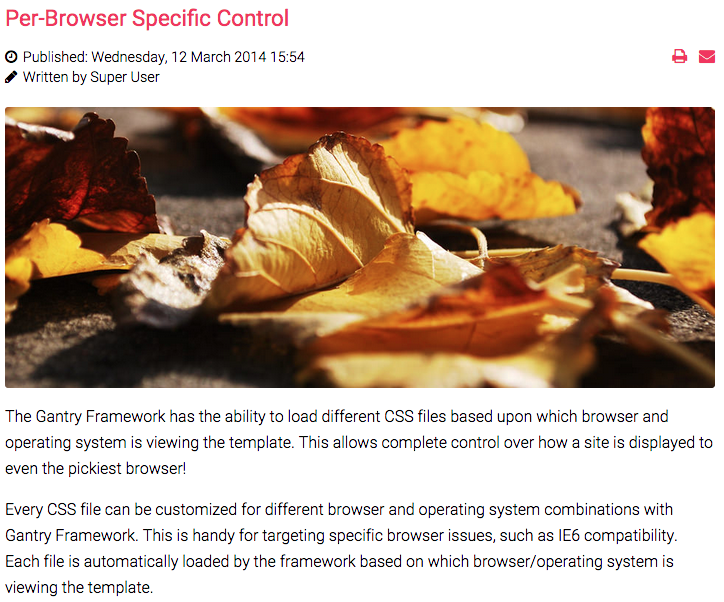 Per-Browser Specific Control
Published: Wednesday, 12 March 2014 15:54
Written by Super User
The Gantry Framework has the ability to load different CSS files based upon which browser and
operating system is viewing the template. This allows complete control over how a site is displayed to
even the pickiest browser!
Every CSS file can be customized for different browser and operating system combinations with
Gantry Framework. This is handy for targeting specific browser issues, such as IE6 compatibility.
Each file is automatically loaded by the framework based on which browser/operating system is
viewing the template.